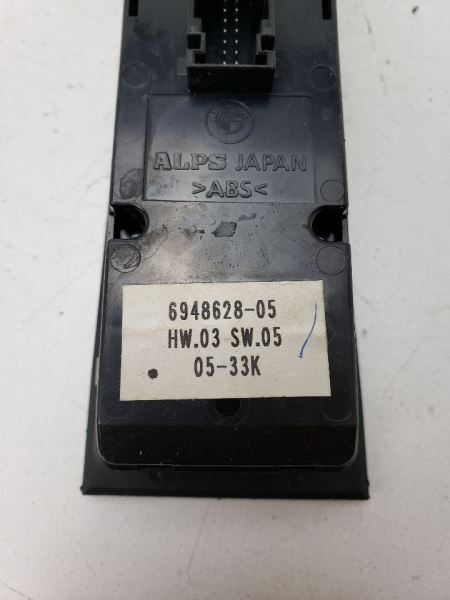 ALPS JAPAN
>ABS<
6948628-05
HW.03 SW.05
05-33K